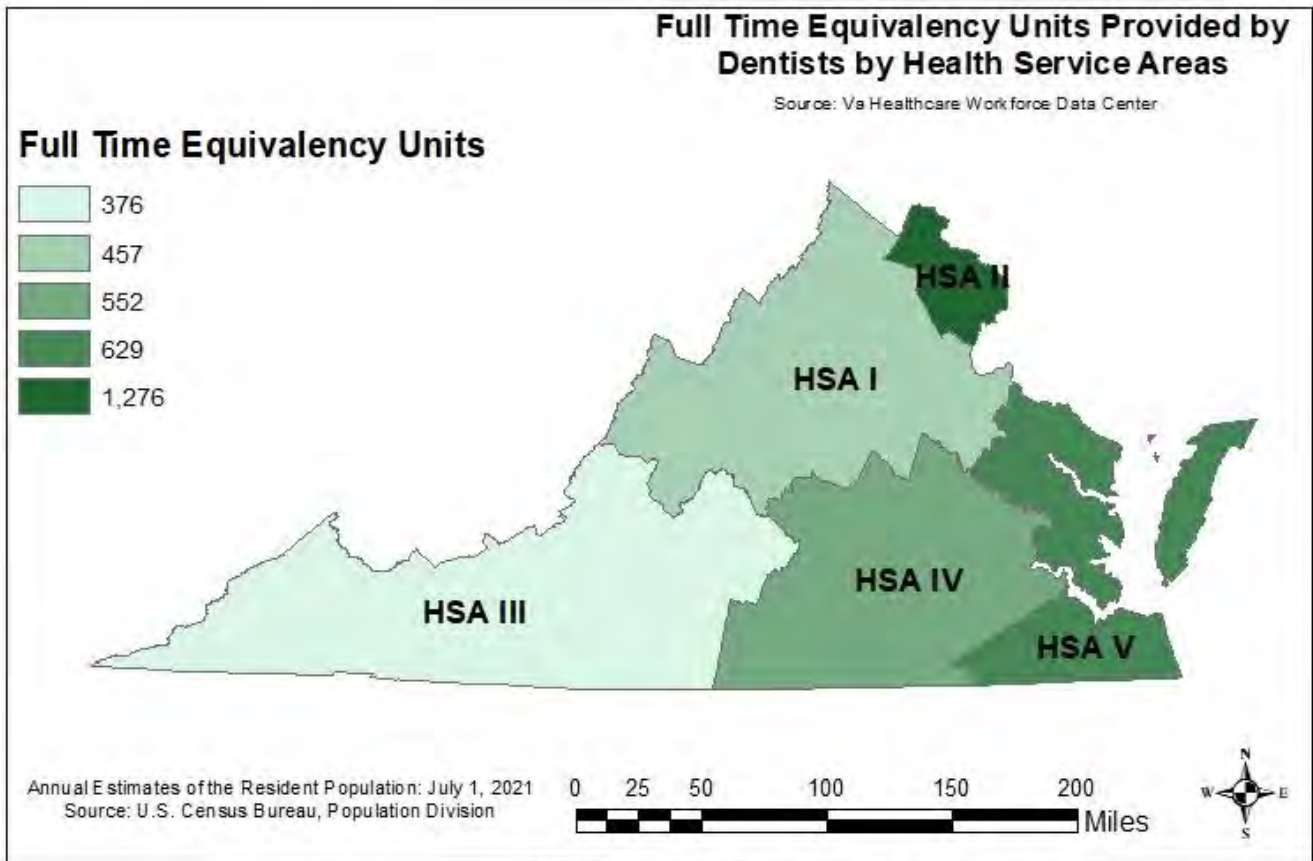 Full Time Equivalency Units Provided by
Dentists by Health Service Areas
Source: Va Healthcare Workforce Data Center
Full Time Equivalency Units
376
457
552
629
1,276
HSA II
HSA I
HSA IV
HSA III
HSA V
Annual Estimates of the Resident Population: July 1, 2021
Source: U.S. Census Bureau, Population Division
0 25 50 100 150 200
Miles
N
W E
S